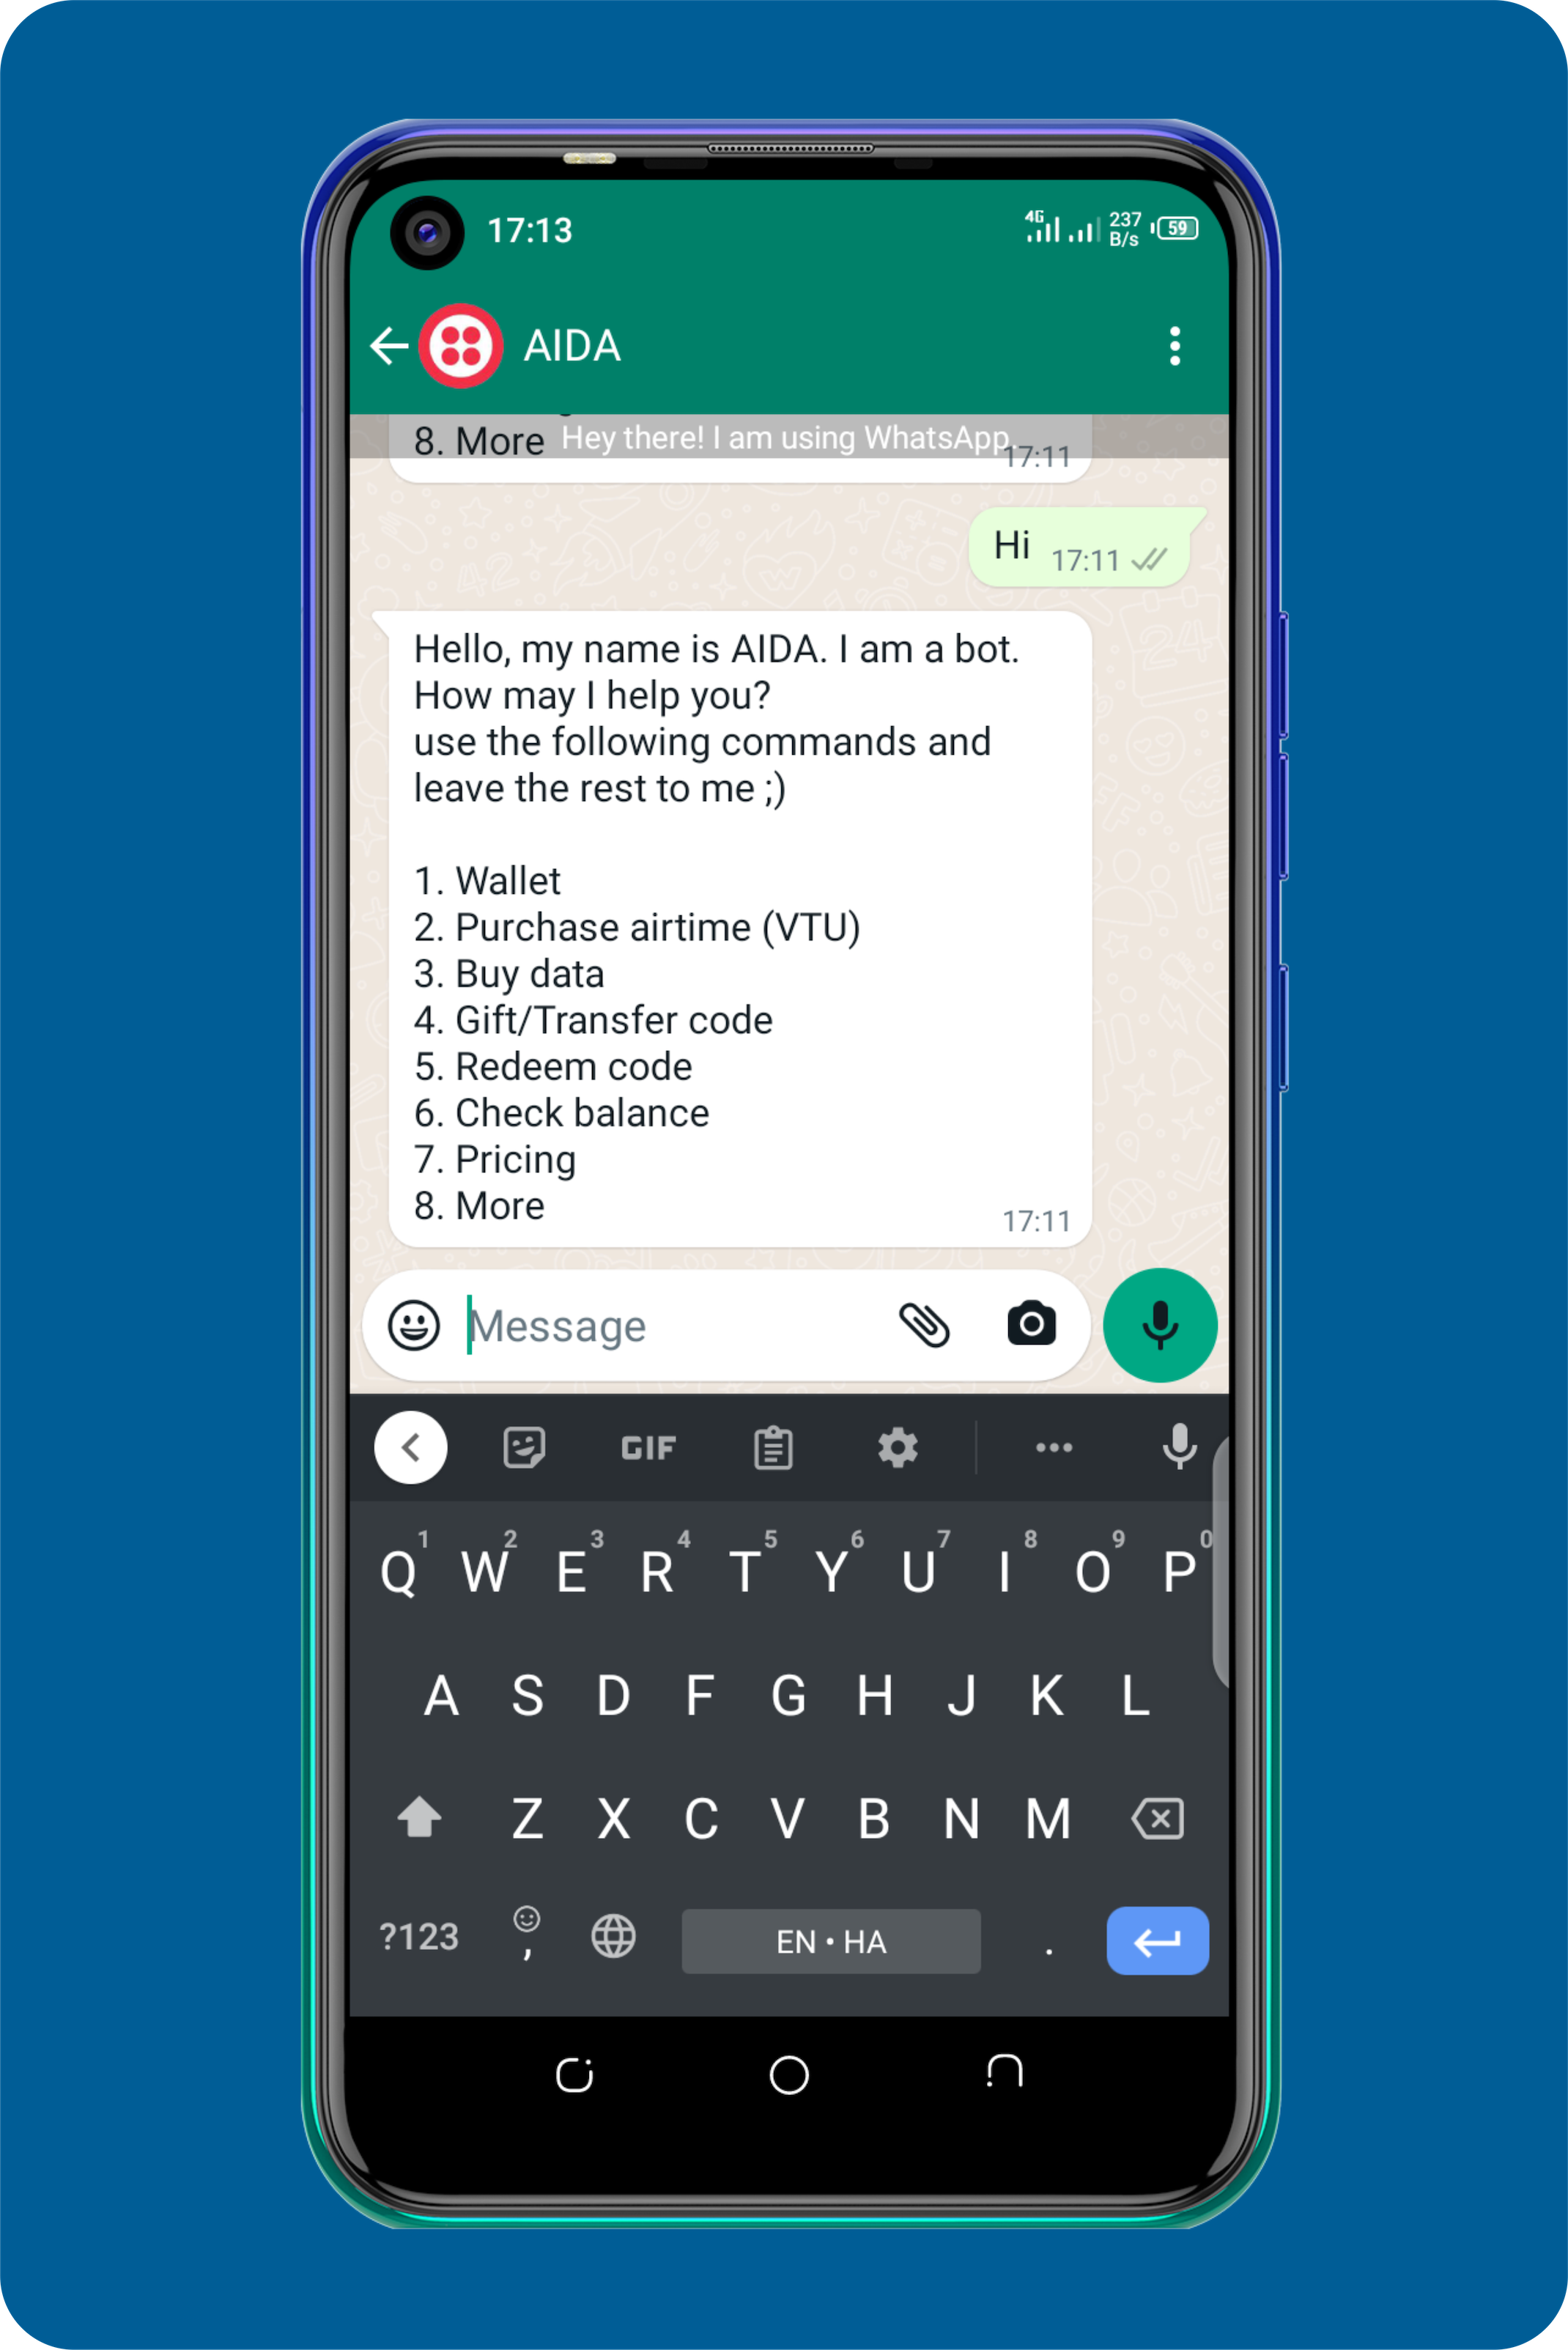 17:13
4G
237
B/s
59
AIDA
8. More
Hey there! I am using WhatsApp.
17:11
Hi 17:11
Hello, my name is AIDA. I am a bot.
How may I help you?
use the following commands and
leave the rest to me ;)
1. Wallet
2. Purchase airtime (VTU)
3. Buy data
4. Gift/Transfer code
5. Redeem code
6. Check balance
7. Pricing
8. More
17:11
Message
GIF
1 2 3 4 5 6 7 8 9 0
Q W E R T Y U I O P
A S D F G H J K L
Z X C V B N M
?123 , EN • HA .